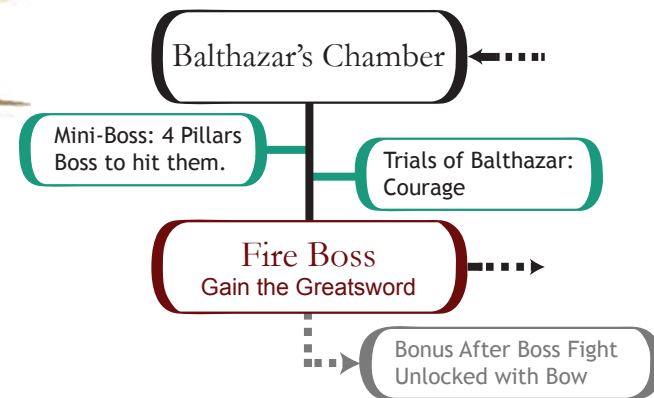 Balthazar’s Chamber
Mini-Boss: 4 Pillars
Boss to hit them.
Trials of Balthazar:
Courage
Fire Boss
Gain the Greatsword
Bonus After Boss Fight
Unlocked with Bow